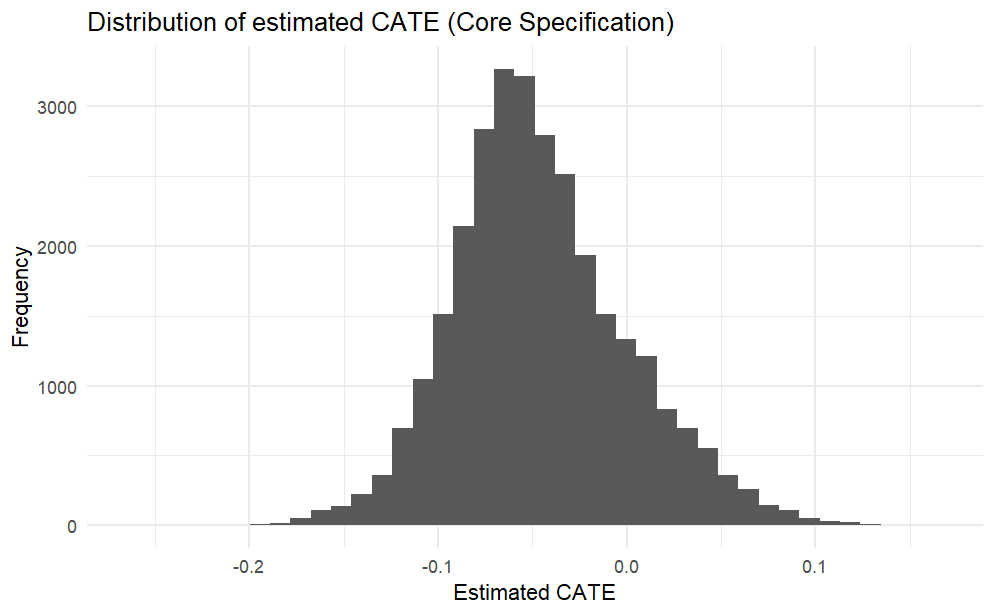 Distribution of estimated CATE (Core Specification)
3000
2000
1000
0
Frequency
-0.2
-0.1
0.0
0.1
Estimated CATE